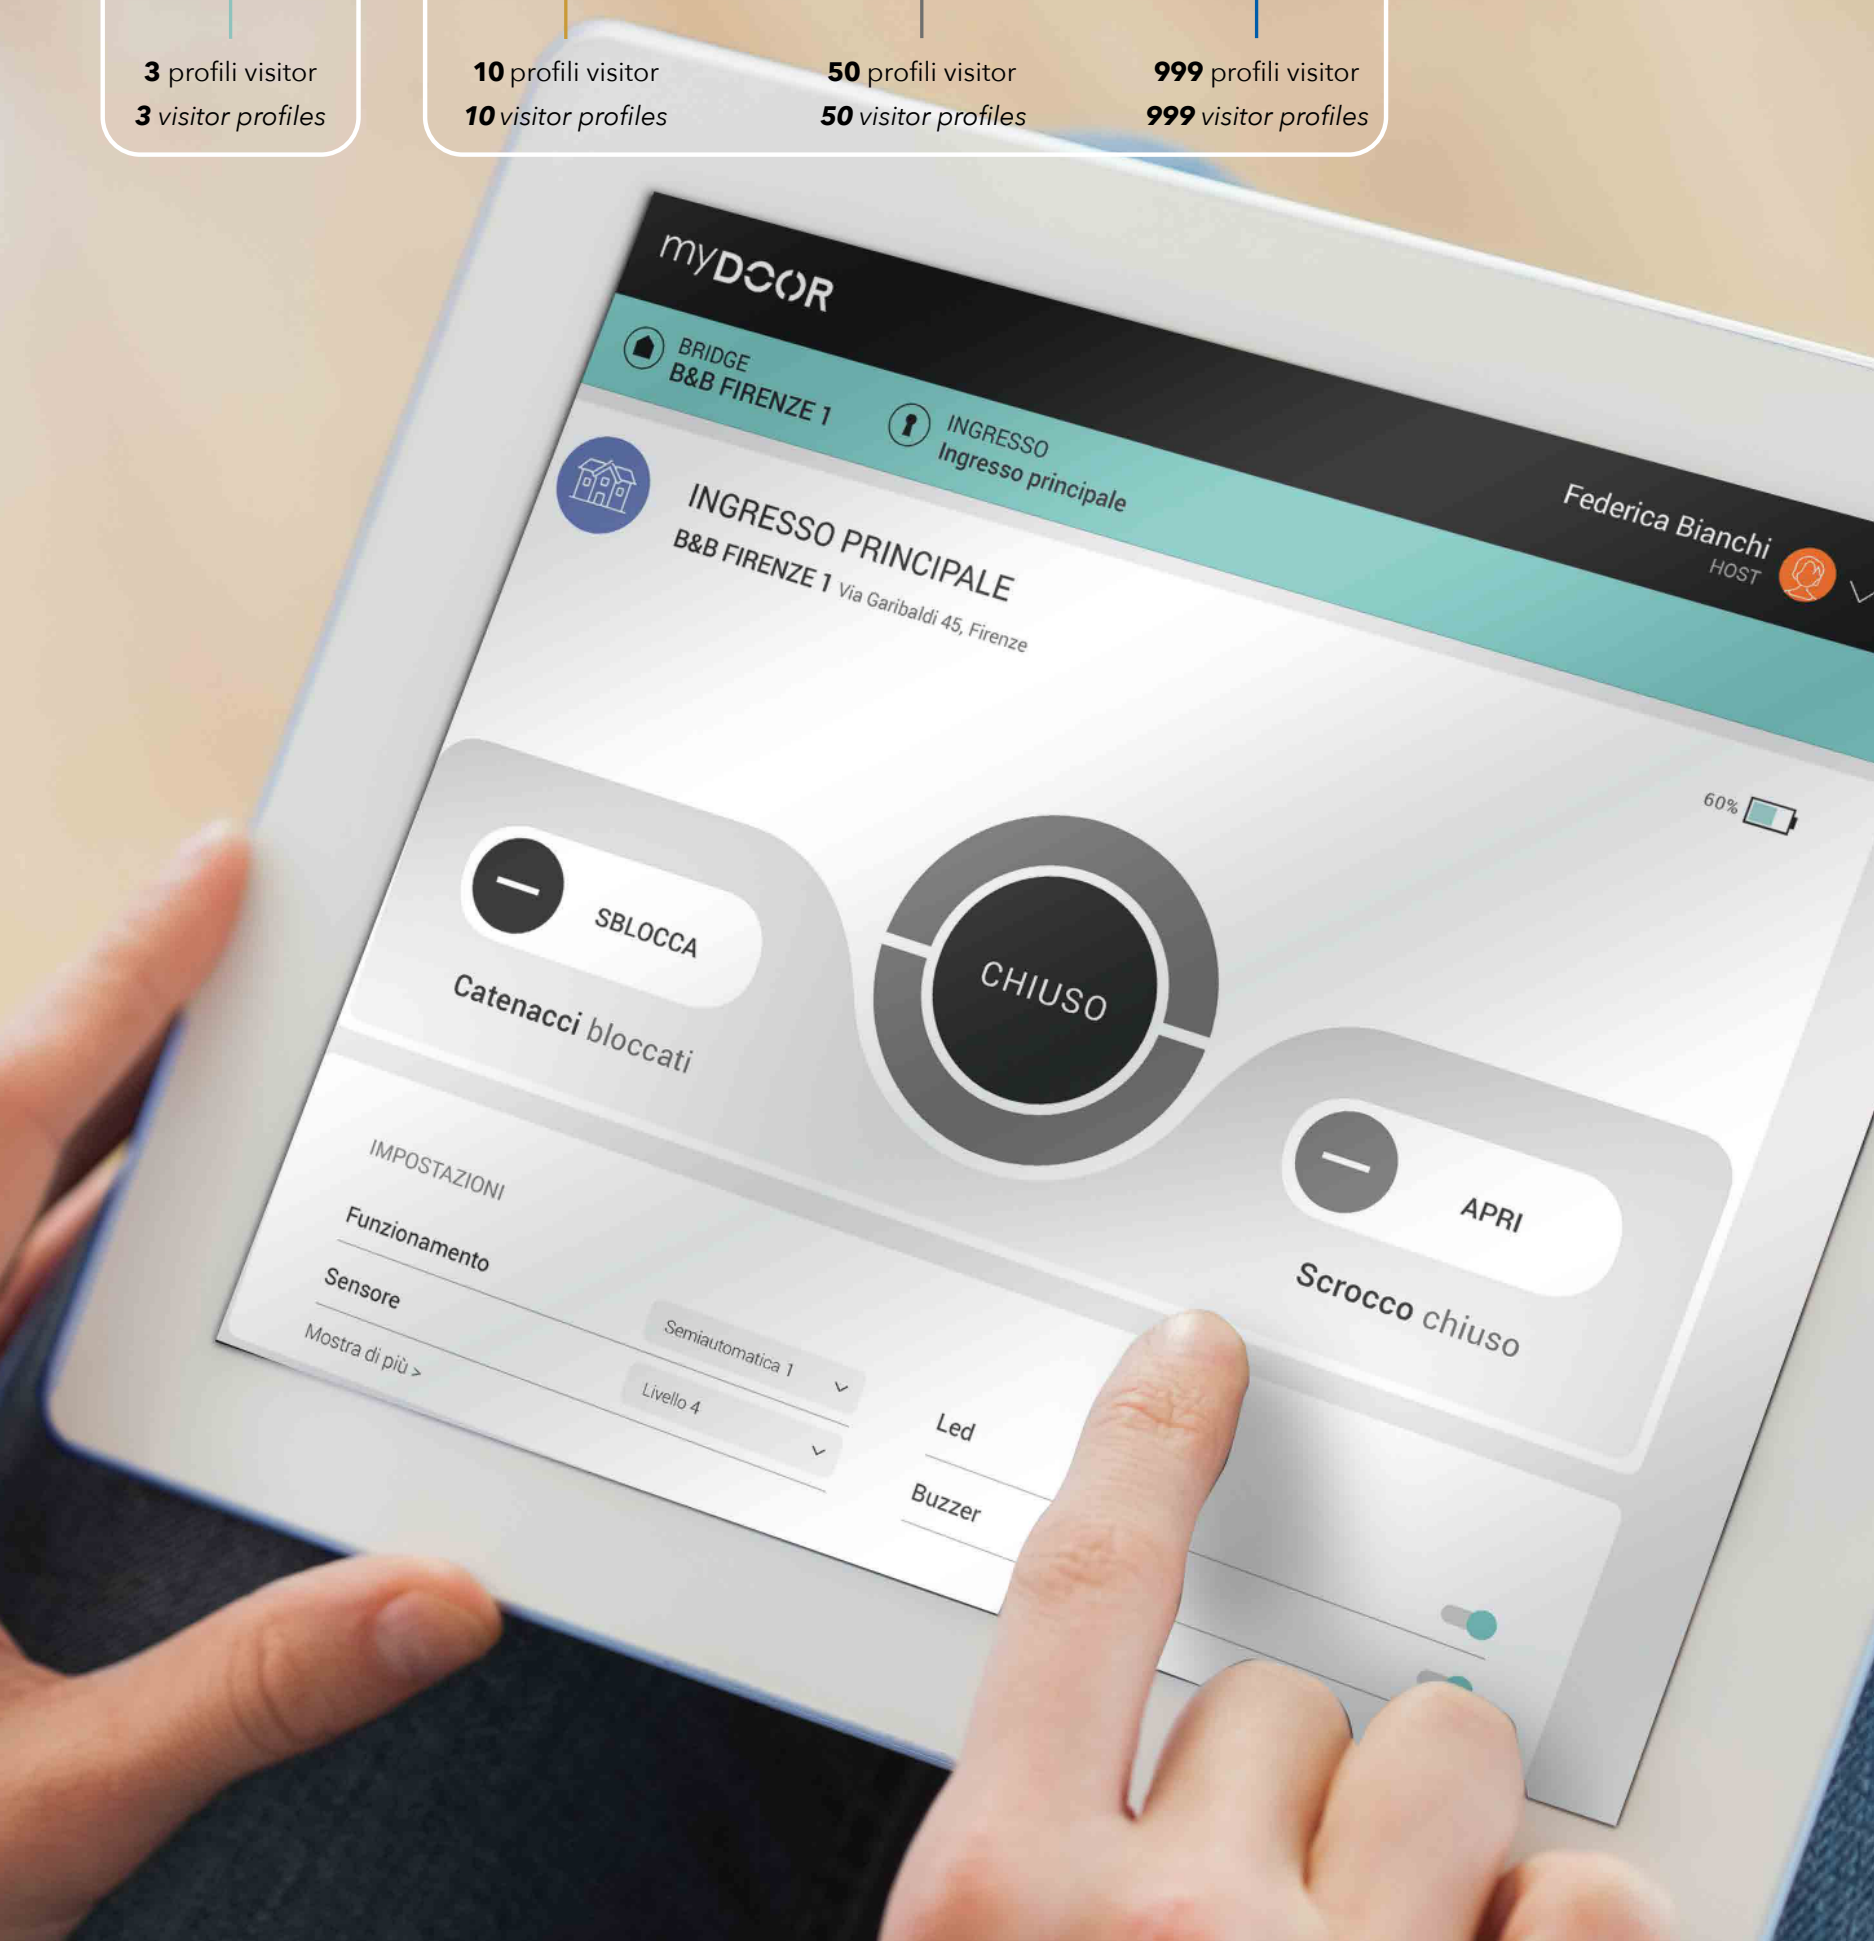 3 profili visitor
3 visitor profiles
10 profili visitor
10 visitor profiles
50 profili visitor
50 visitor profiles
999 profili visitor
999 visitor profiles
myDOOR
BRIDGE
B&B FIRENZE 1
INGRESSO
Ingresso principale
Federica Bianchi
HOST
INGRESSO PRINCIPALE
B&B FIRENZE 1 Via Garibaldi 45, Firenze
60%
SBLOCCA
Catenacci bloccati
CHIUSO
APRI
Scrocco chiuso
IMPOSTAZIONI
Funzionamento
Semiautomatica 1
Sensore
Livello 4
Mostra di più >
Led
Buzzer